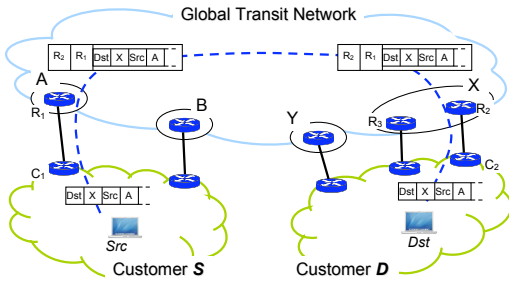 Global Transit Network
R2 R1 Dst X Src A
R2 R1 Dst X Src A
A
X
R1
B
Y
R3
R2
C1
C2
Dst X Src A
Dst X Src A
Src
Dst
Customer S
Customer D